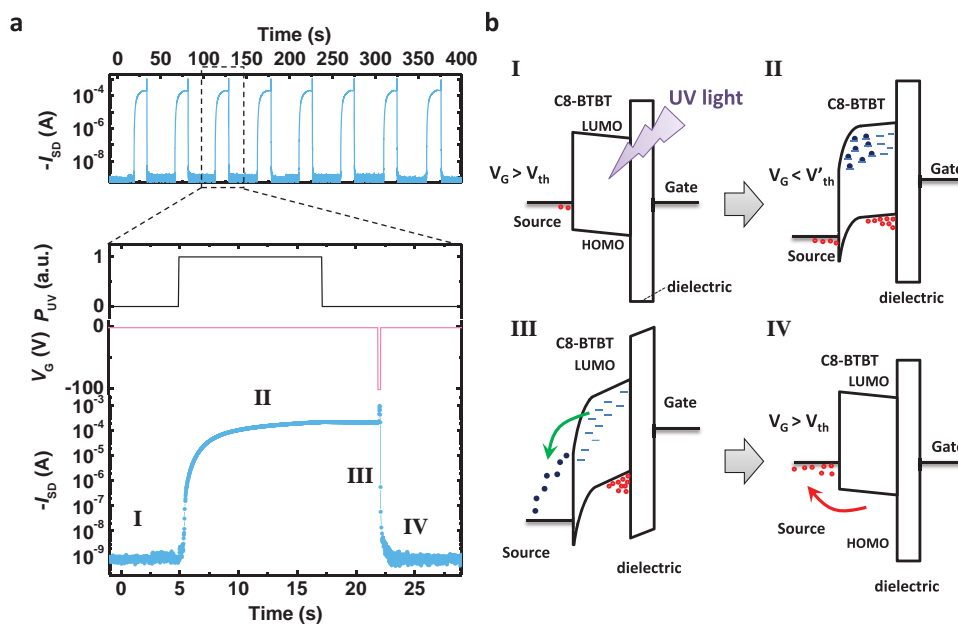 a
Time (s)
0 50 100 150 200 250 300 350 400
10⁻⁴
10⁻⁶
10⁻⁸
-I_SD (A)
1
0
P_UV (a.u.)
0
-100
V_G (V)
10⁻³
10⁻⁴
10⁻⁵
10⁻⁶
10⁻⁷
10⁻⁸
10⁻⁹
-I_SD (A)
I
II
III
IV
0 5 10 15 20 25
Time (s)
b
I
C8-BTBT
LUMO
UV light
V_G > V_th
Source
Gate
HOMO
dielectric
II
C8-BTBT
V_G < V'_th
Gate
Source
dielectric
III
C8-BTBT
LUMO
Gate
Source
dielectric
IV
C8-BTBT
LUMO
V_G > V_th
Gate
Source
HOMO
dielectric